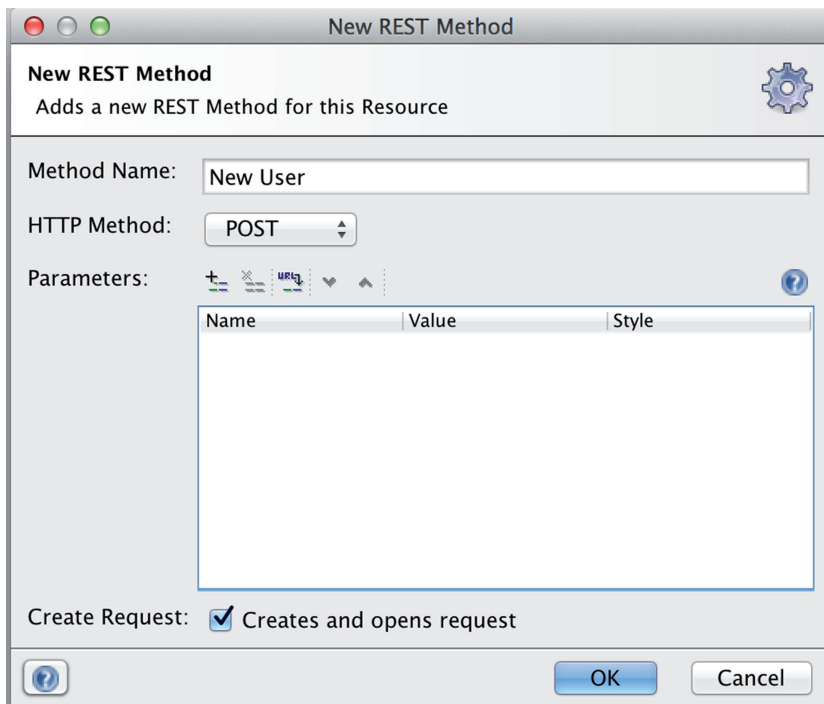 New REST Method
New REST Method
Adds a new REST Method for this Resource
Method Name: New User
HTTP Method: POST
Parameters:
URL
Name Value Style
Create Request: Creates and opens request
OK Cancel